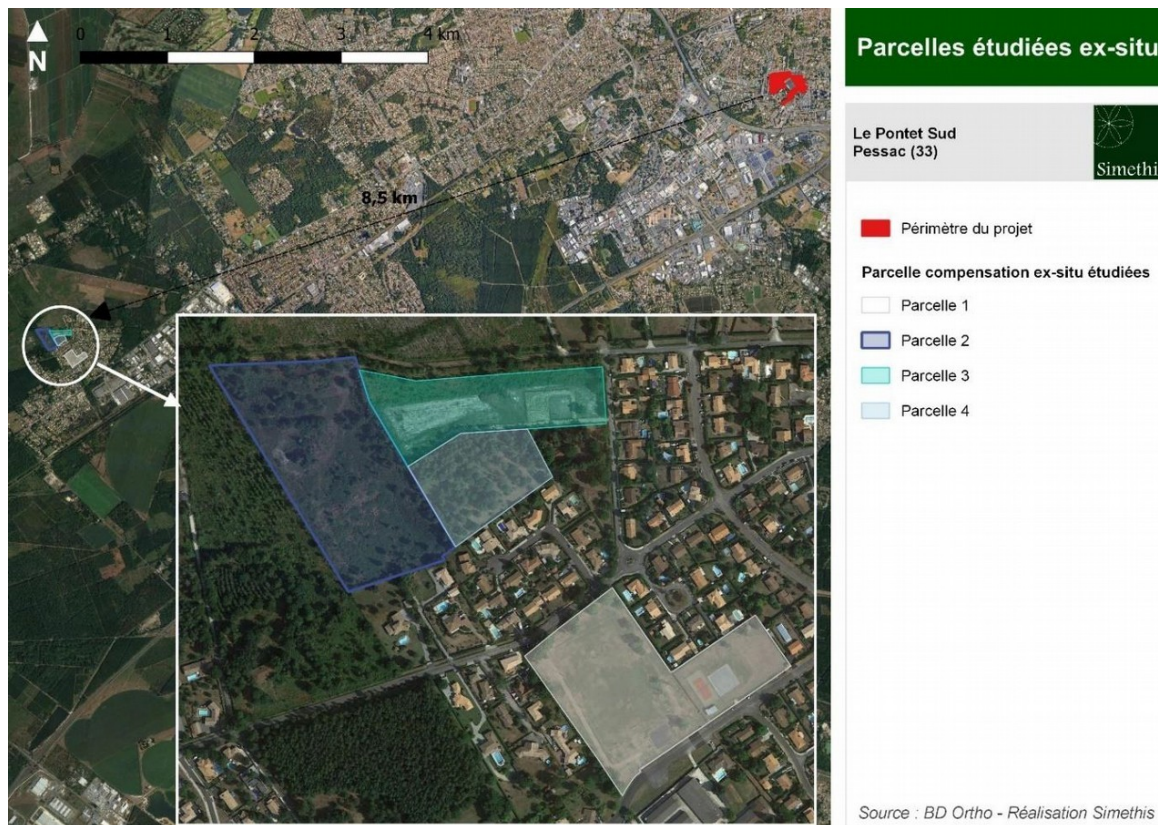 N
0 1 2 3 4 km
8,5 km
Parcelles étudiées ex-situ
Le Pontet Sud
Pessac (33)
Simethi
Périmètre du projet
Parcelle compensation ex-situ étudiées
Parcelle 1
Parcelle 2
Parcelle 3
Parcelle 4
Source : BD Ortho - Réalisation Simethis